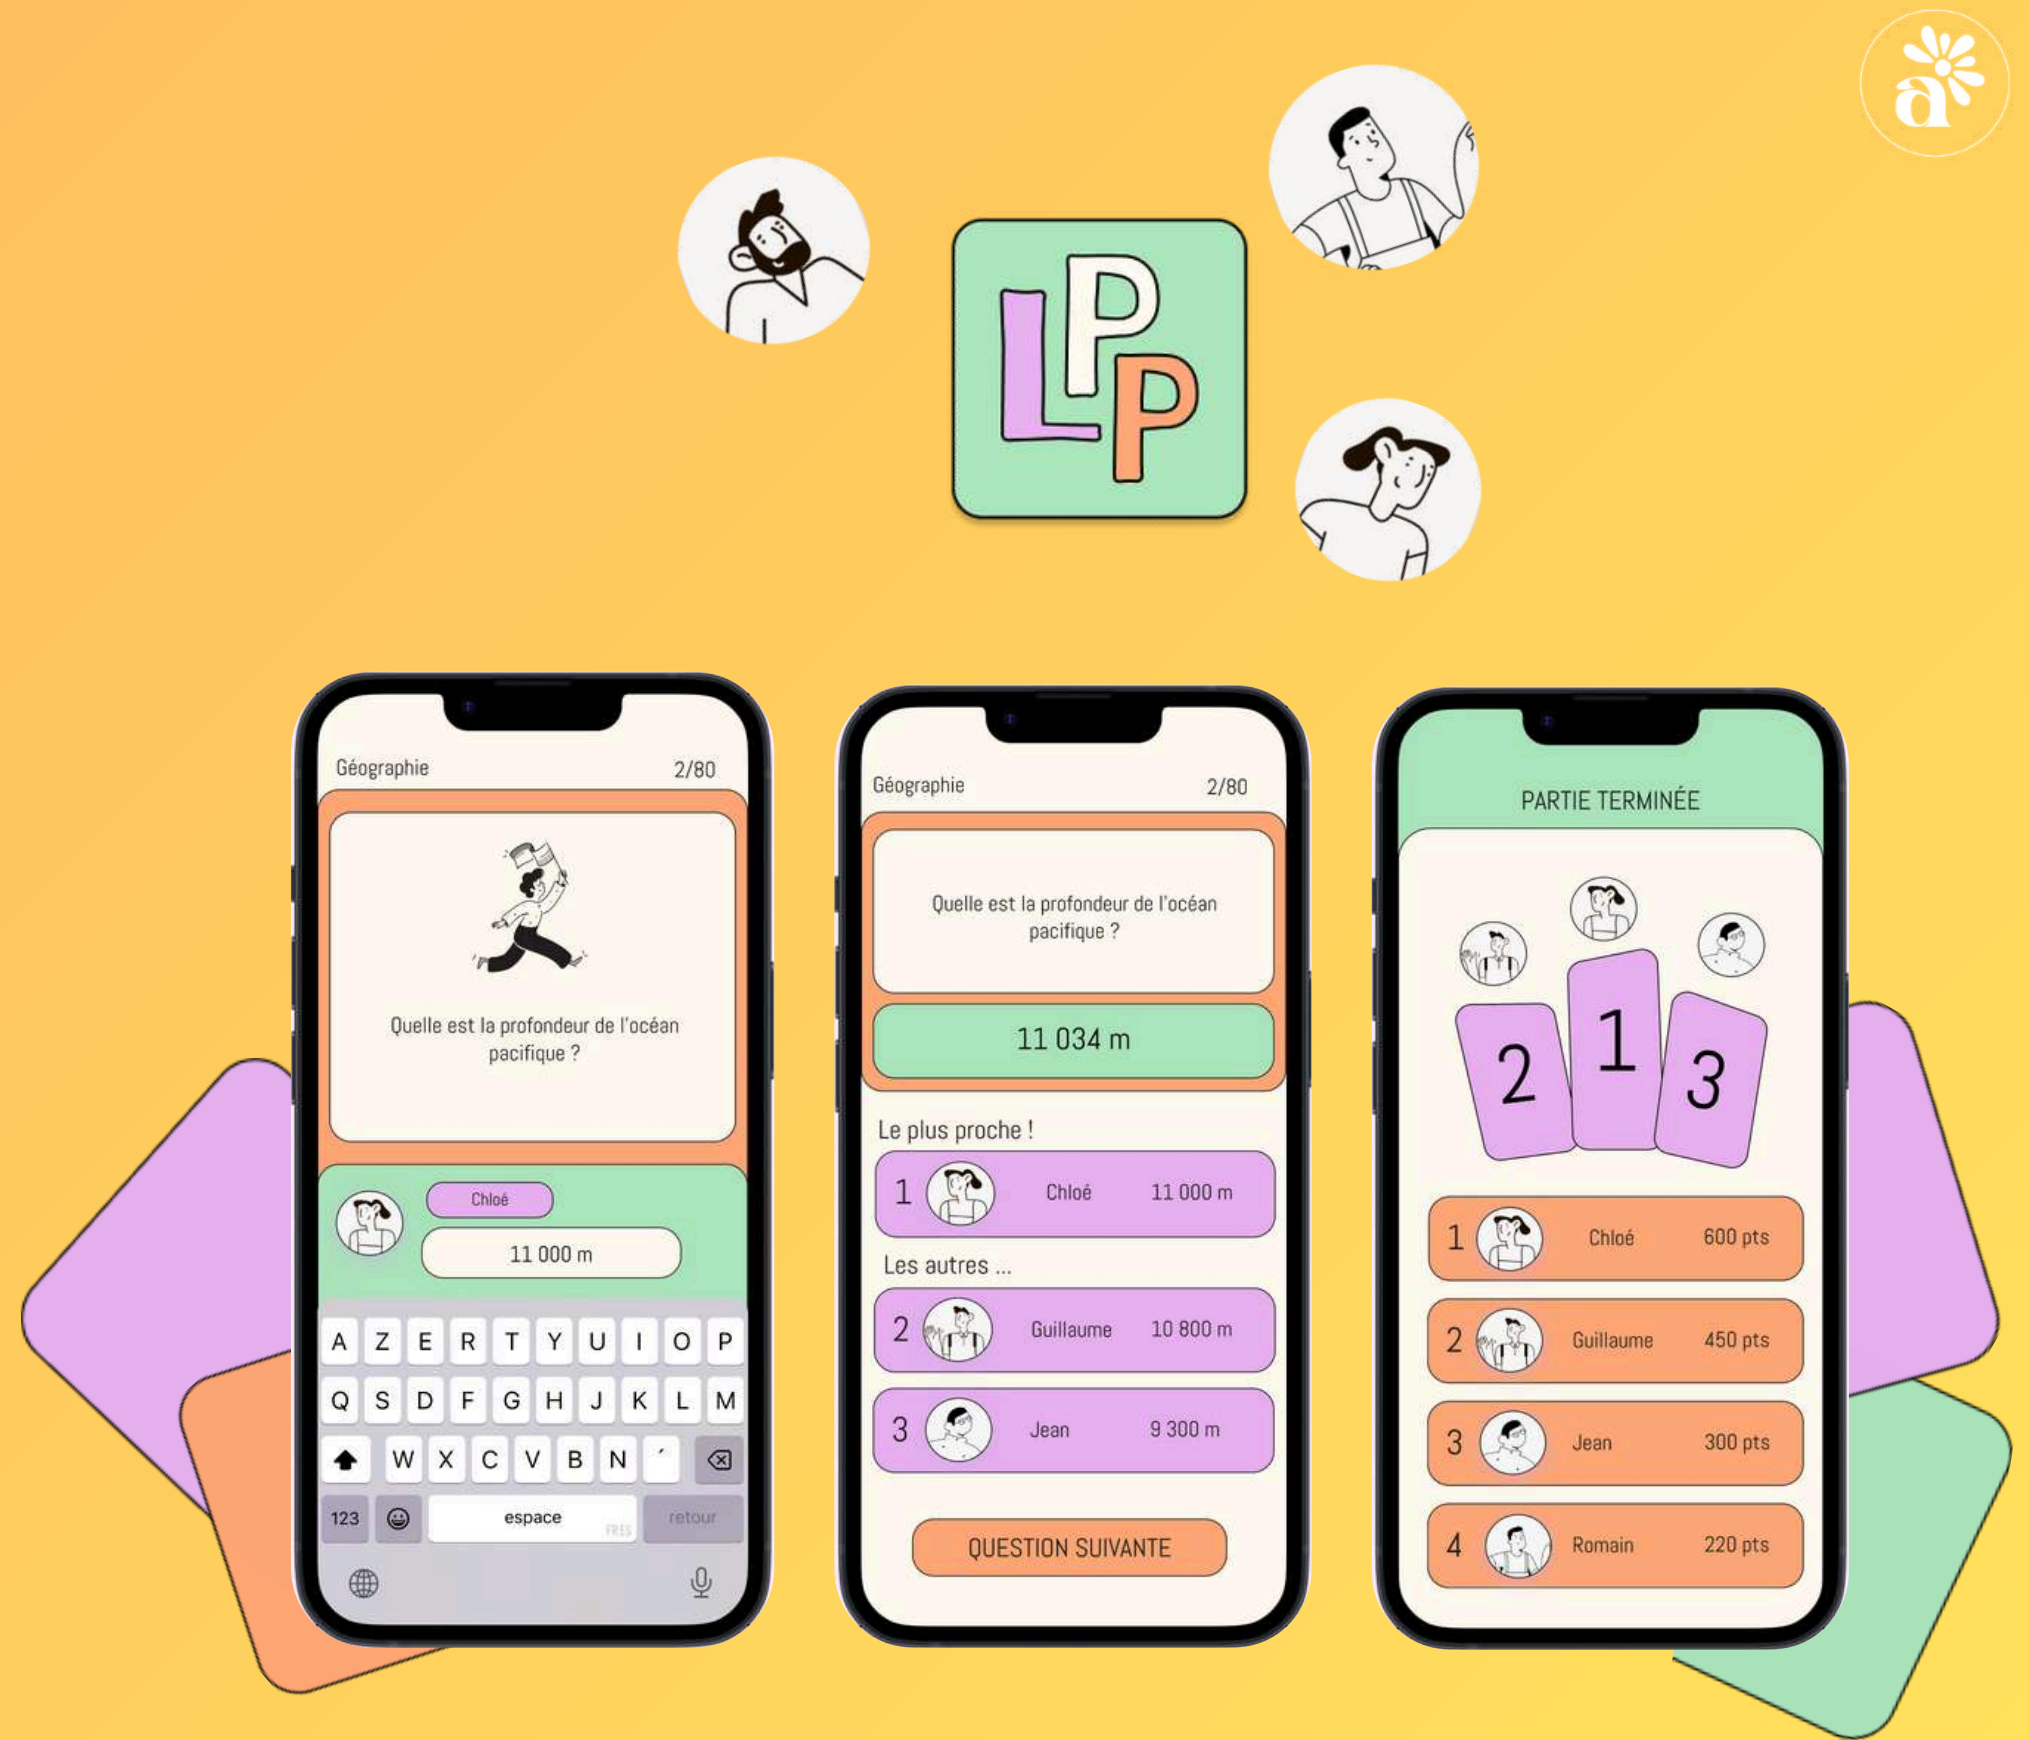 a
L
P
P
Géographie 2/80
Quelle est la profondeur de l'océan
pacifique ?
Chloé
11 000 m
A Z E R T Y U I O P
Q S D F G H J K L M
W X C V B N ´
123 espace retour
FR ES
Géographie 2/80
Quelle est la profondeur de l'océan
pacifique ?
11 034 m
Le plus proche !
1 Chloé 11 000 m
Les autres ...
2 Guillaume 10 800 m
3 Jean 9 300 m
QUESTION SUIVANTE
PARTIE TERMINÉE
2 1 3
1 Chloé 600 pts
2 Guillaume 450 pts
3 Jean 300 pts
4 Romain 220 pts